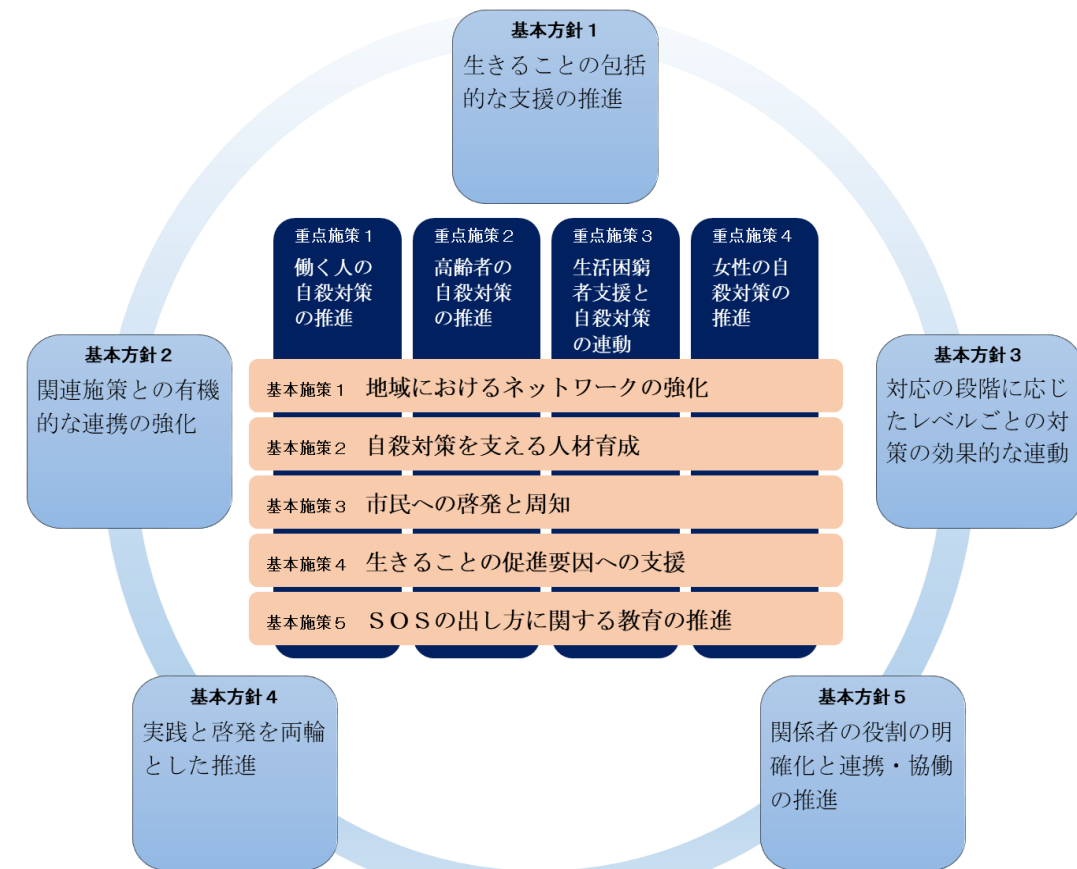 基本方針1
生きることの包括
的な支援の推進
重点施策1
働く人の
自殺対策
の推進
重点施策2
高齢者の
自殺対策
の推進
重点施策3
生活困窮
者支援と
自殺対策
の連動
重点施策4
女性の自
殺対策の
推進
基本方針2
関連施策との有機
的な連携の強化
基本方針3
対応の段階に応じ
たレベルごとの対
策の効果的な連動
基本施策1 地域におけるネットワークの強化
基本施策2 自殺対策を支える人材育成
基本施策3 市民への啓発と周知
基本施策4 生きることの促進要因への支援
基本施策5 SOSの出し方に関する教育の推進
基本方針4
実践と啓発を両輪
とした推進
基本方針5
関係者の役割の明
確化と連携・協働
の推進